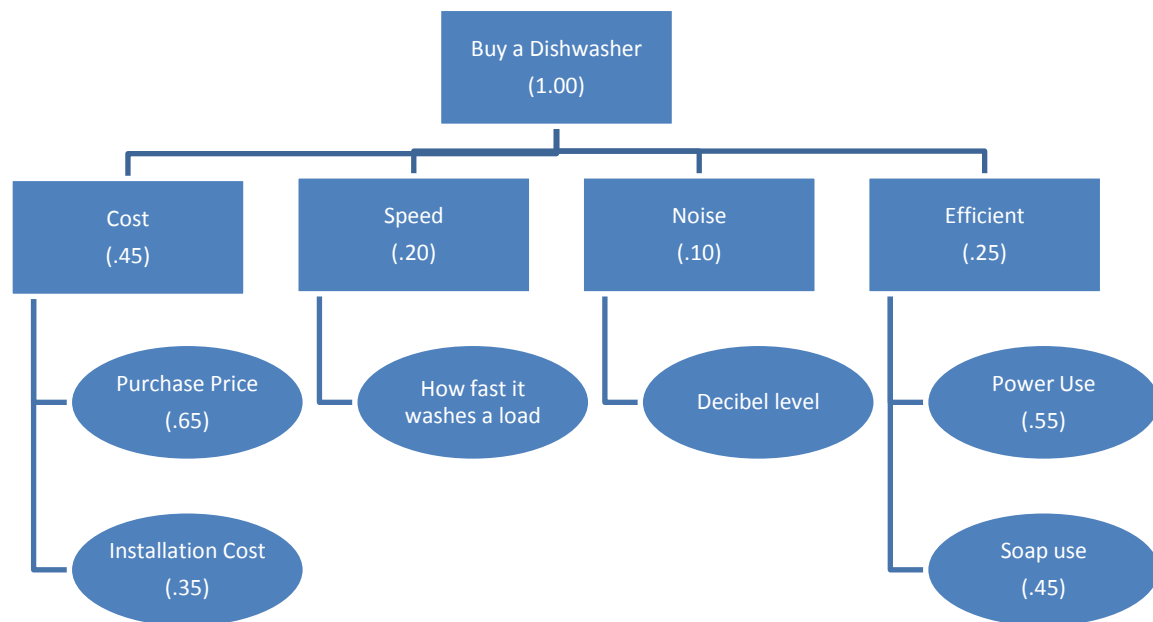 Buy a Dishwasher
(1.00)
Cost
(.45)
Speed
(.20)
Noise
(.10)
Efficient
(.25)
Purchase Price
(.65)
How fast it
washes a load
Decibel level
Power Use
(.55)
Installation Cost
(.35)
Soap use
(.45)